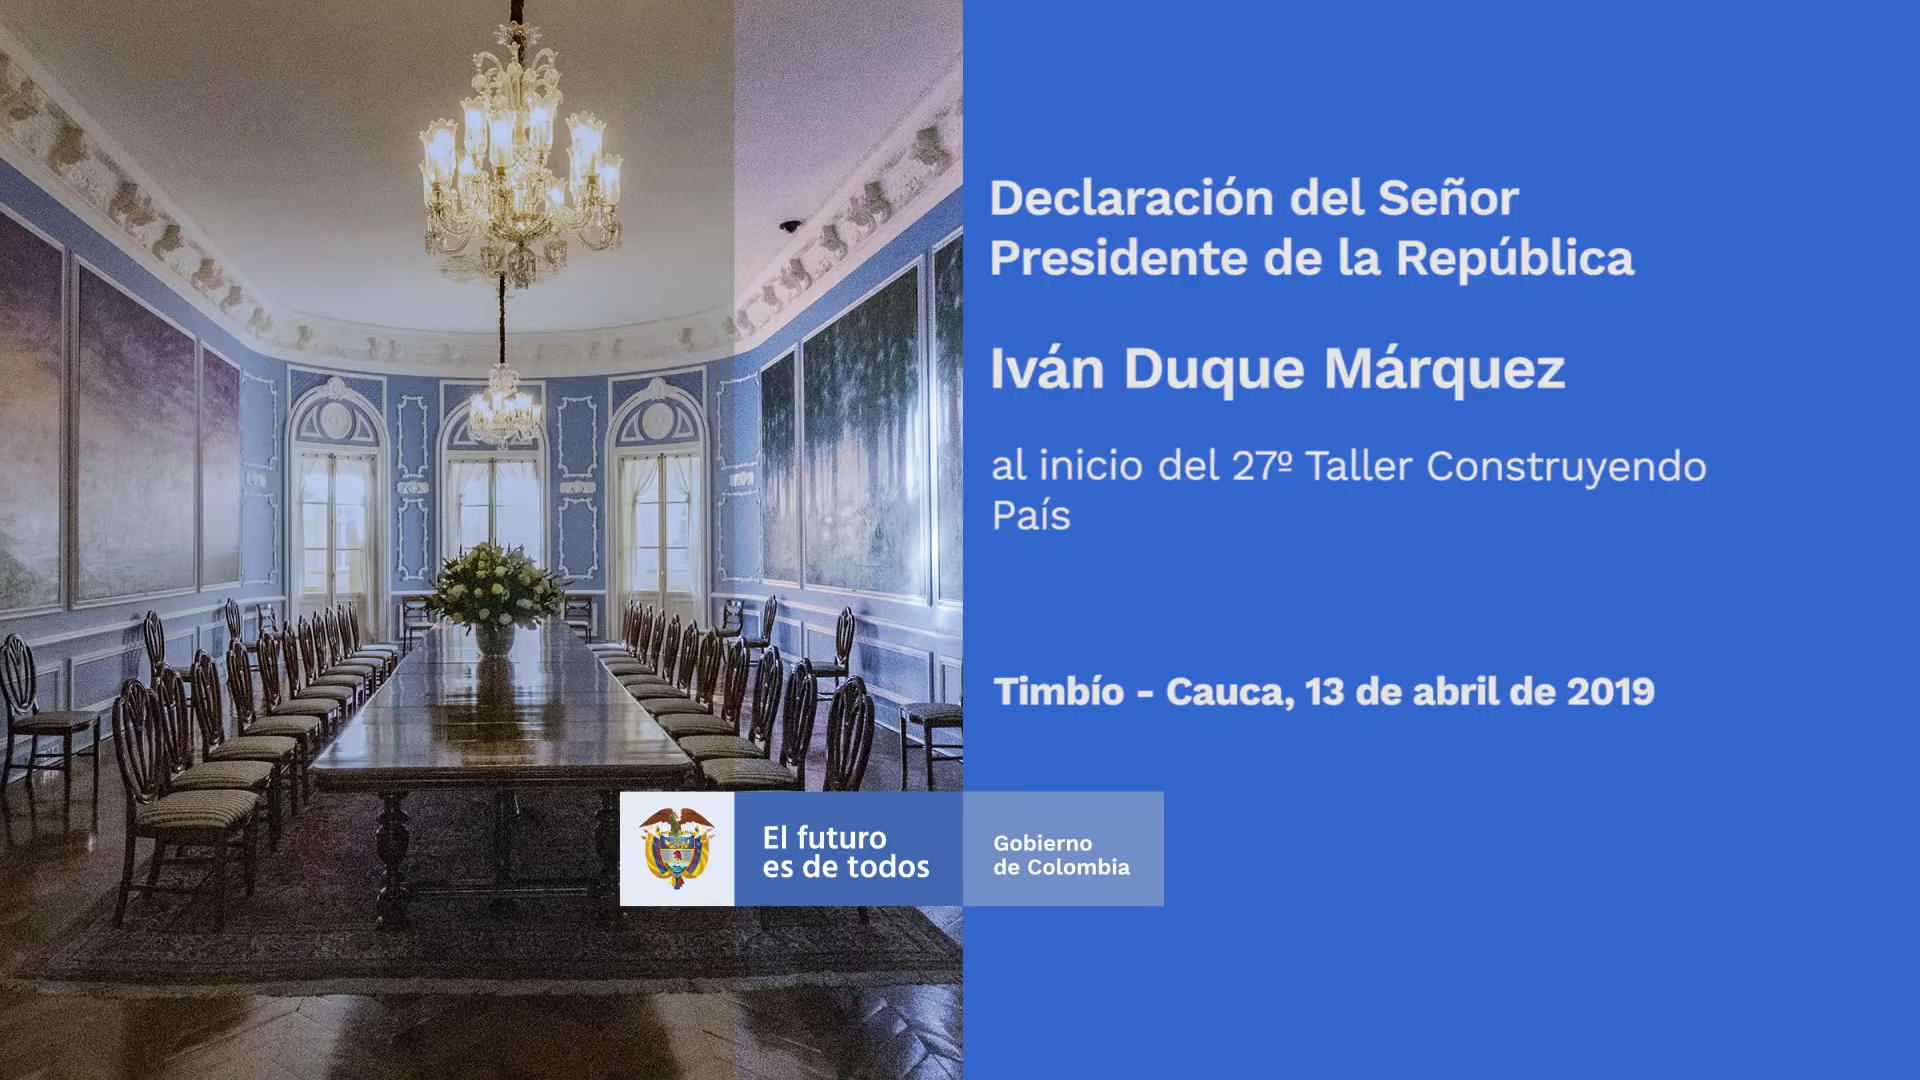 Declaración del Señor
Presidente de la República
Iván Duque Márquez
al inicio del 27º Taller Construyendo
País
Timbío - Cauca, 13 de abril de 2019
El futuro
es de todos
Gobierno
de Colombia